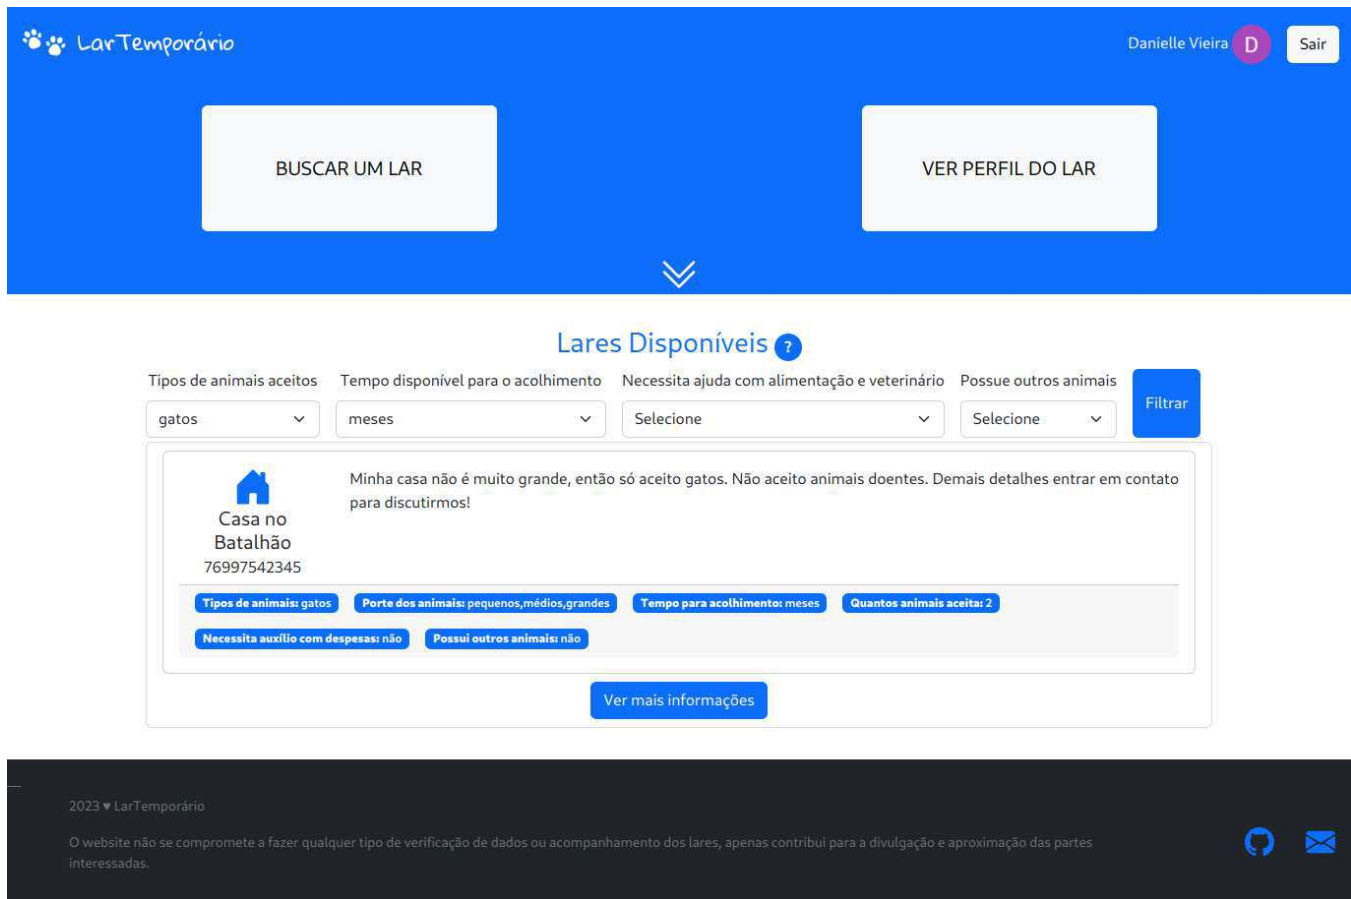 LarTemporário
Danielle Vieira D Sair
BUSCAR UM LAR
VER PERFIL DO LAR
Lares Disponíveis ?
Tipos de animais aceitos Tempo disponível para o acolhimento Necessita ajuda com alimentação e veterinário Possue outros animais
gatos meses Selecione Selecione Filtrar
Minha casa não é muito grande, então só aceito gatos. Não aceito animais doentes. Demais detalhes entrar em contato
para discutirmos!
Casa no
Batalhão
76997542345
Tipos de animais: gatos Porte dos animais: pequenos,médios,grandes Tempo para acolhimento: meses Quantos animais aceita: 2
Necessita auxílio com despesas: não Possui outros animais: não
Ver mais informações
2023 ♥ LarTemporário
O website não se compromete a fazer qualquer tipo de verificação de dados ou acompanhamento dos lares, apenas contribui para a divulgação e aproximação das partes
interessadas.